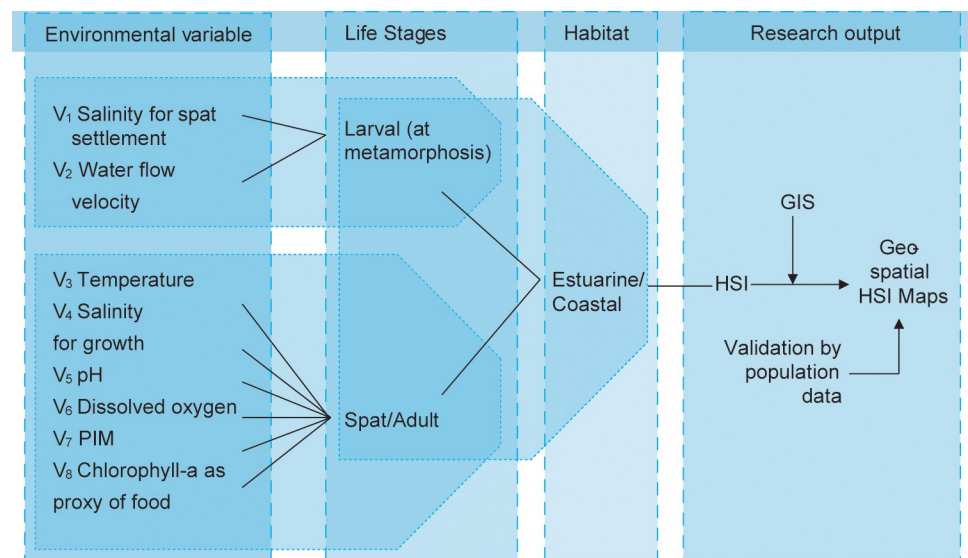 Environmental variable
Life Stages
Habitat
Research output
V₁ Salinity for spat
settlement
V₂ Water flow
velocity
Larval (at
metamorphosis)
V₃ Temperature
V₄ Salinity
for growth
V₅ pH
V₆ Dissolved oxygen
V₇ PIM
V₈ Chlorophyll-a as
proxy of food
Spat/Adult
Estuarine/
Coastal
HSI
GIS
Geo-
spatial
HSI Maps
Validation by
population
data